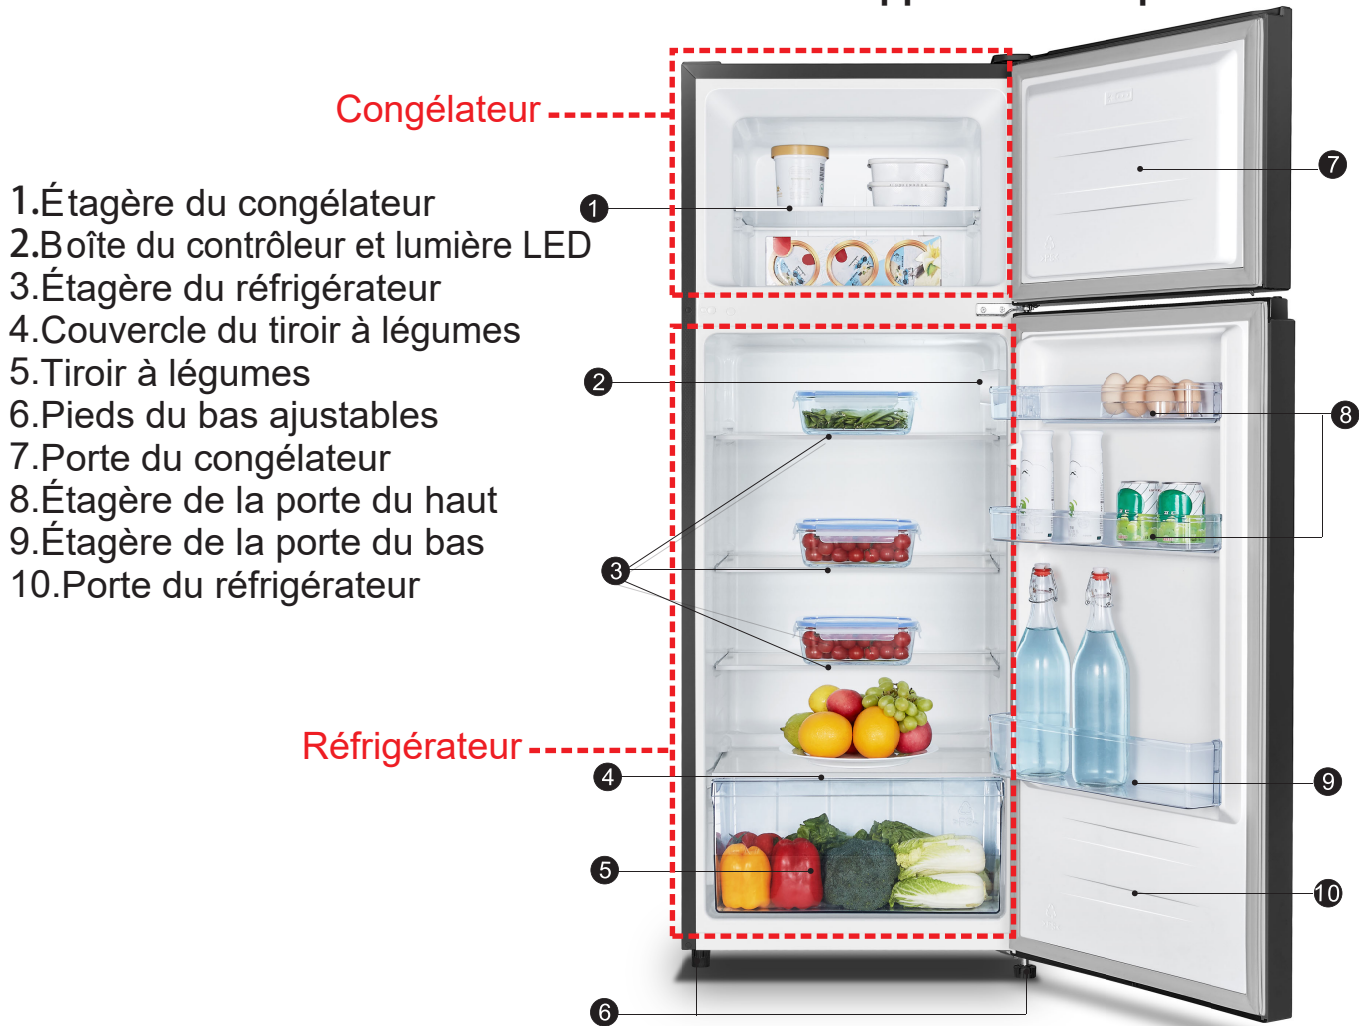 Congélateur
1.Étagère du congélateur
2.Boîte du contrôleur et lumière LED
3.Étagère du réfrigérateur
4.Couvercle du tiroir à légumes
5.Tiroir à légumes
6.Pieds du bas ajustables
7.Porte du congélateur
8.Étagère de la porte du haut
9.Étagère de la porte du bas
10.Porte du réfrigérateur
Réfrigérateur
1
2
3
4
5
6
7
8
9
10